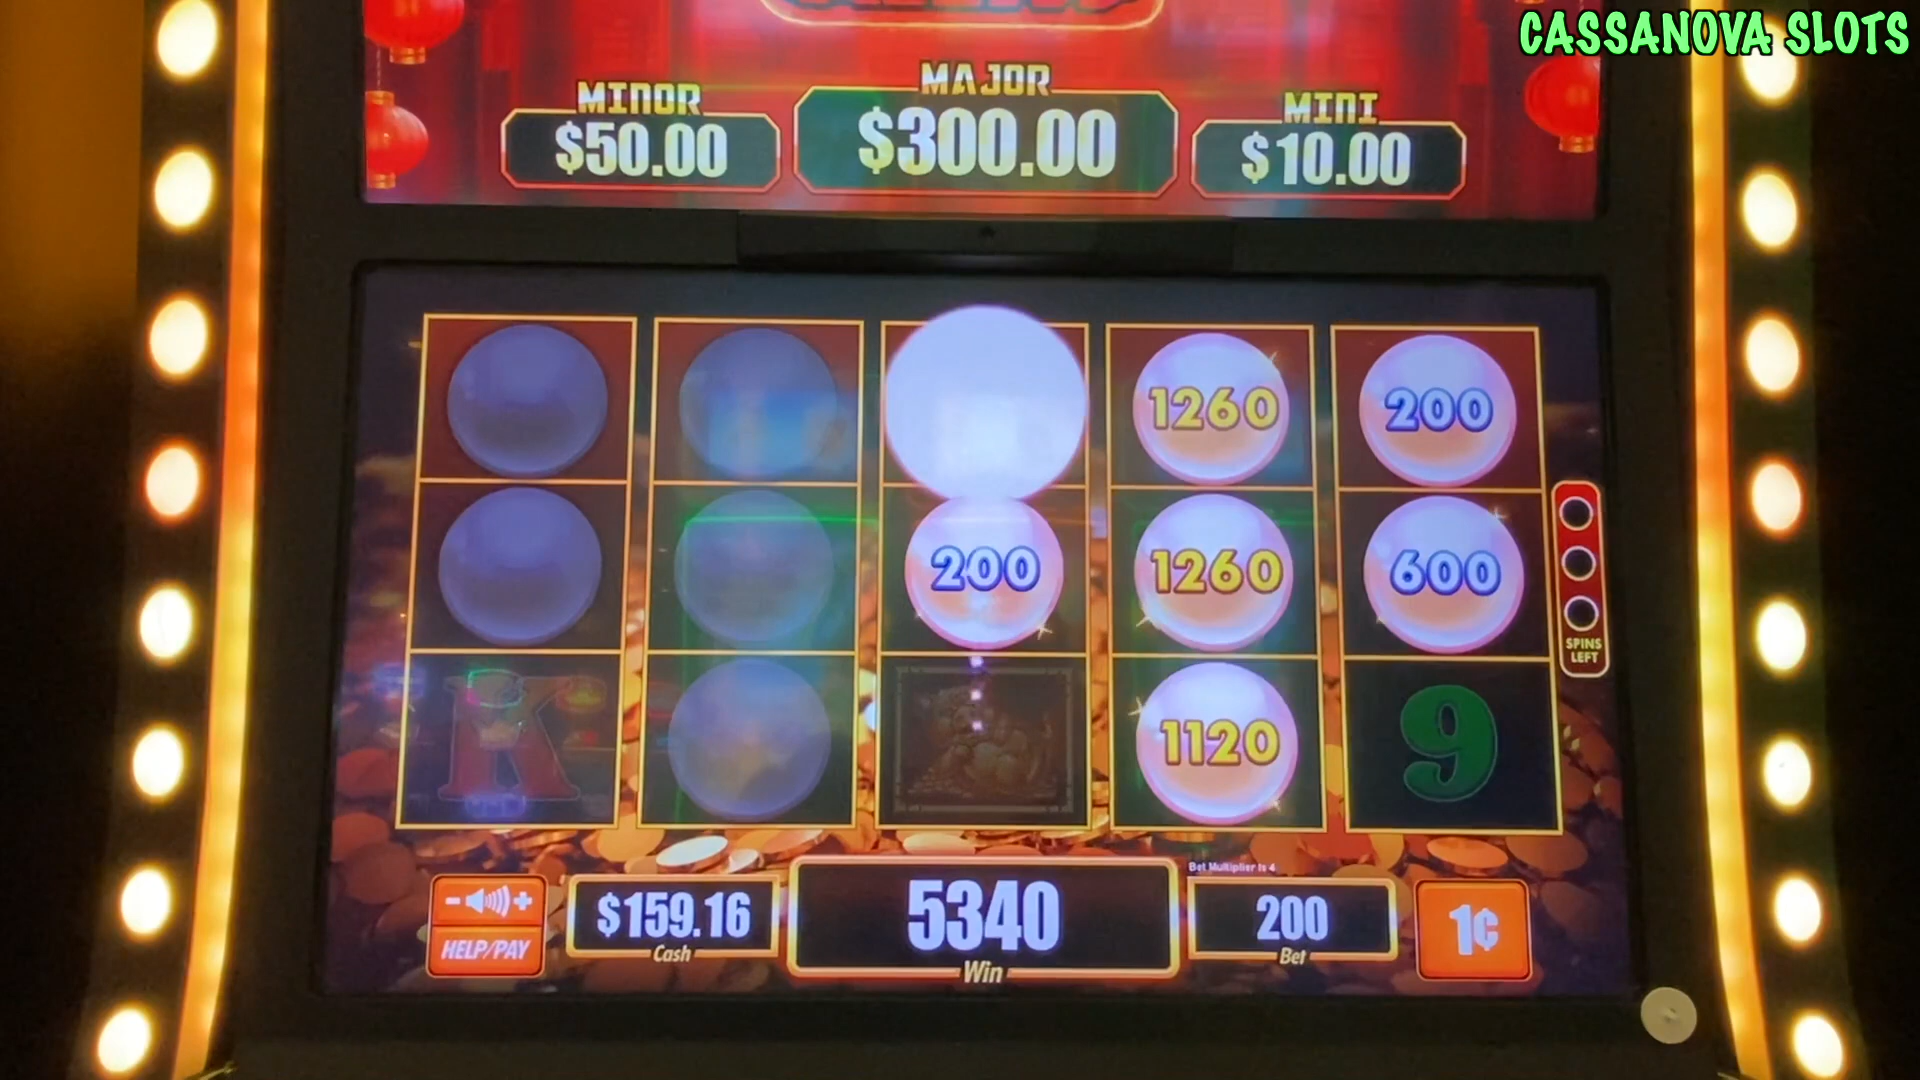 CASSANOVA SLOTS
MINOR
$50.00
MAJOR
$300.00
MINI
$10.00
1260
200
200
1260
600
SPINS
LEFT
K
1120
9
- +
HELP/PAY
$159.16
Cash
5340
Win
Bet Multiplier Is 4
200
Bet
1¢